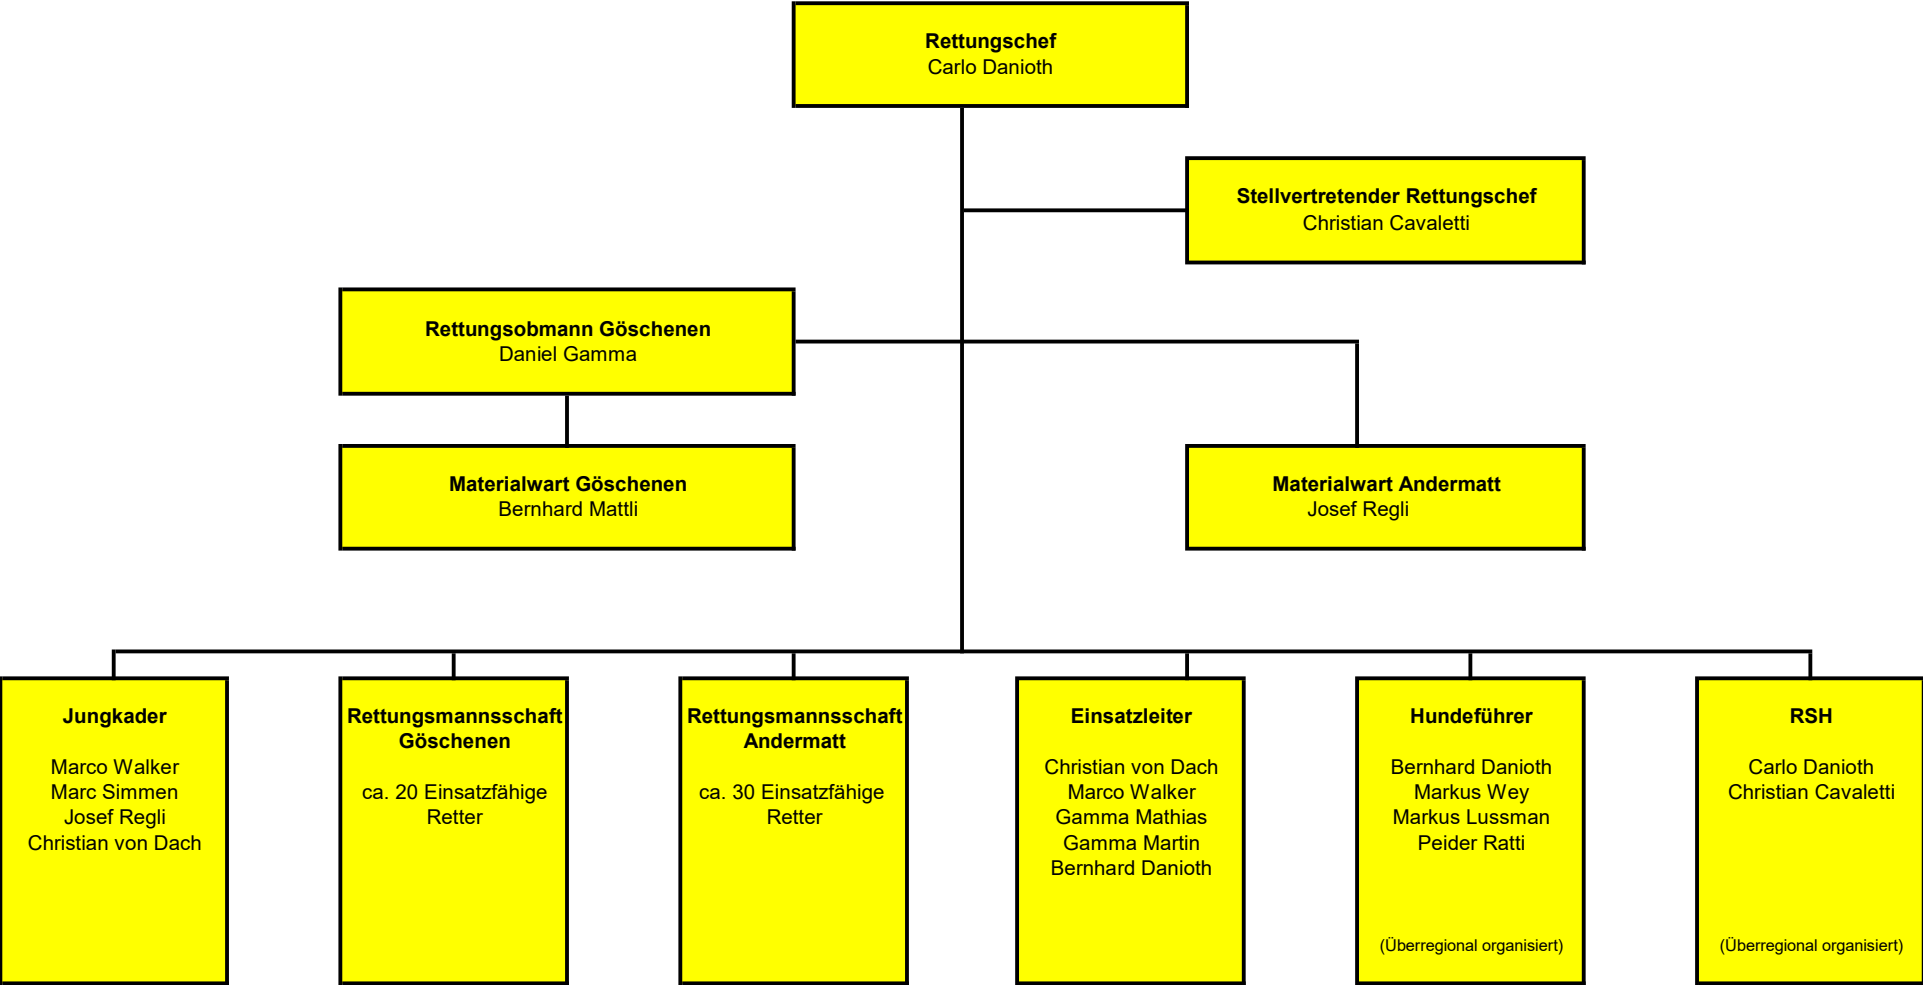 Rettungschef
Carlo Danioth
Stellvertretender Rettungschef
Christian Cavaletti
Rettungsobmann Göschenen
Daniel Gamma
Materialwart Göschenen
Bernhard Mattli
Materialwart Andermatt
Josef Regli
Jungkader
Marco Walker
Marc Simmen
Josef Regli
Christian von Dach
Rettungsmannsschaft
Göschenen
ca. 20 Einsatzfähige
Retter
Rettungsmannsschaft
Andermatt
ca. 30 Einsatzfähige
Retter
Einsatzleiter
Christian von Dach
Marco Walker
Gamma Mathias
Gamma Martin
Bernhard Danioth
Hundeführer
Bernhard Danioth
Markus Wey
Markus Lussman
Peider Ratti
(Überregional organisiert)
RSH
Carlo Danioth
Christian Cavaletti
(Überregional organisiert)